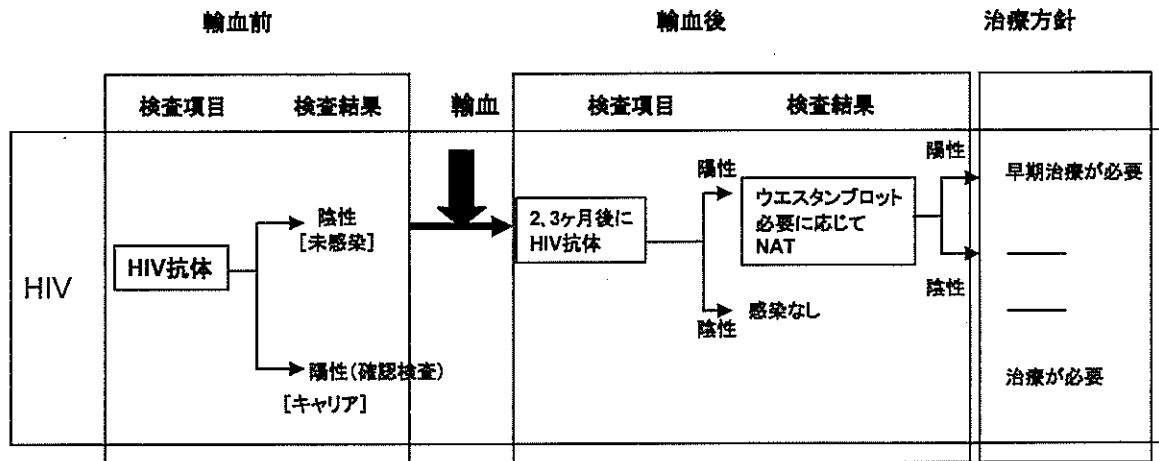 輸血前
輸血後
治療方針
検査項目
検査結果
輸血
検査項目
検査結果
HIV
HIV抗体
陰性
[未感染]
陽性(確認検査)
[キャリア]
2、3ヶ月後に
HIV抗体
陽性
陰性
ウエスタンブロット
必要に応じて
NAT
感染なし
陽性
陰性
早期治療が必要
治療が必要